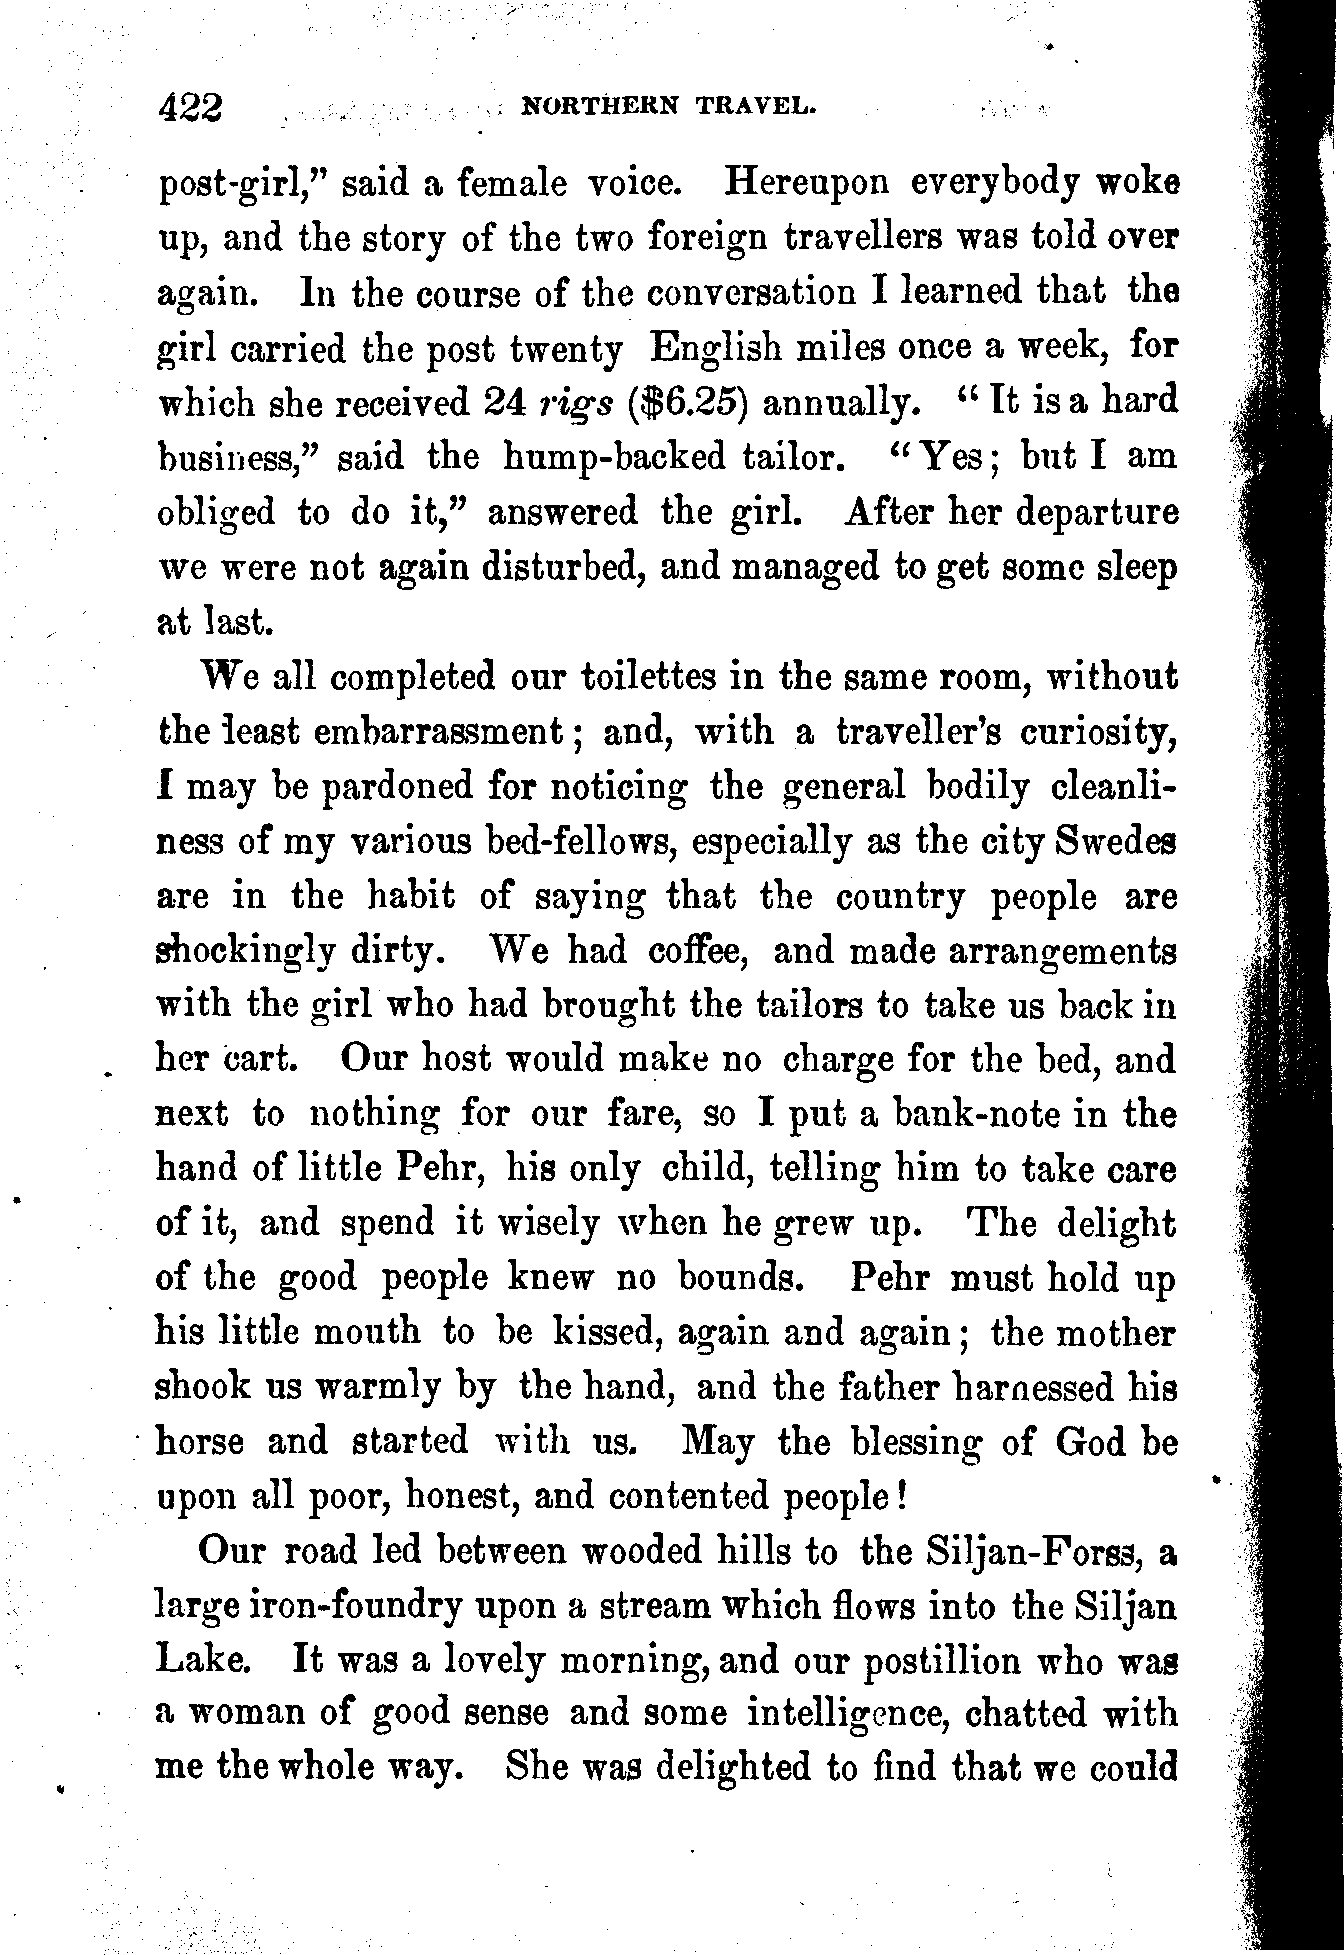 422 NORTHERN TRAVEL.
post-girl,” said a female voice. Hereupon everybody woke
up, and the story of the two foreign travellers was told over
again. In the course of the conversation I learned that the
girl carried the post twenty English miles once a week, for
which she received 24 rigs ($6.25) annually. “It is a hard
business,” said the hump-backed tailor. “Yes; but I am
obliged to do it,” answered the girl. After her departure
we were not again disturbed, and managed to get some sleep
at last.
We all completed our toilettes in the same room, without
the least embarrassment; and, with a traveller’s curiosity,
I may be pardoned for noticing the general bodily cleanli-
ness of my various bed-fellows, especially as the city Swedes
are in the habit of saying that the country people are
shockingly dirty. We had coffee, and made arrangements
with the girl who had brought the tailors to take us back in
her cart. Our host would make no charge for the bed, and
next to nothing for our fare, so I put a bank-note in the
hand of little Pehr, his only child, telling him to take care
of it, and spend it wisely when he grew up. The delight
of the good people knew no bounds. Pehr must hold up
his little mouth to be kissed, again and again; the mother
shook us warmly by the hand, and the father harnessed his
horse and started with us. May the blessing of God be
upon all poor, honest, and contented people!
Our road led between wooded hills to the Siljan-Forss, a
large iron-foundry upon a stream which flows into the Siljan
Lake. It was a lovely morning, and our postillion who was
a woman of good sense and some intelligence, chatted with
me the whole way. She was delighted to find that we could